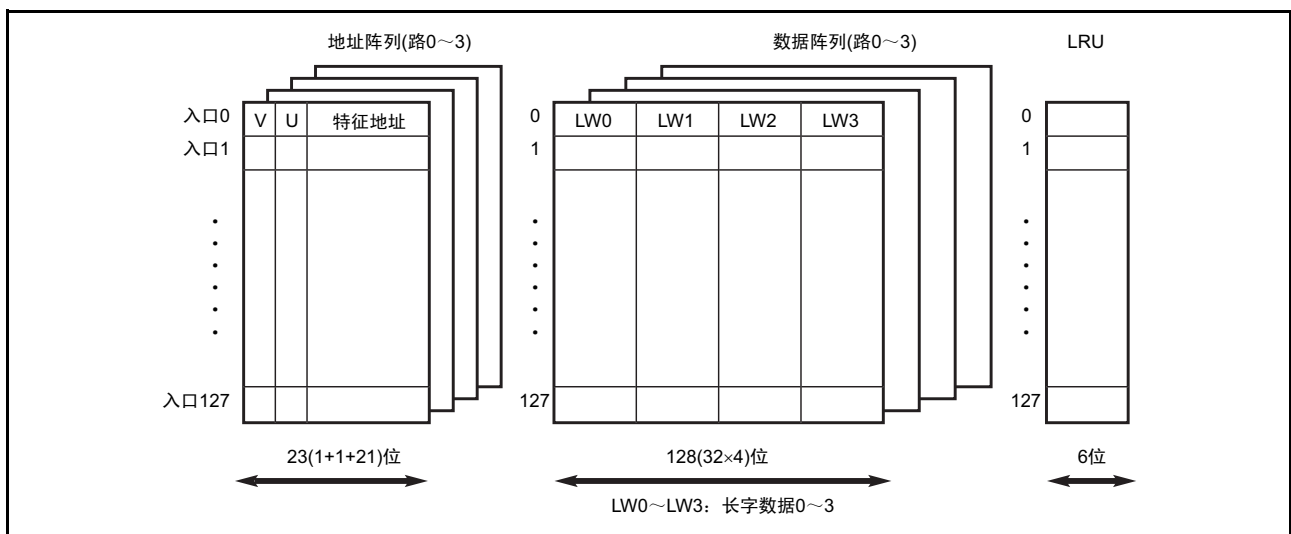 地址阵列(路0～3)
数据阵列(路0～3)
LRU
入口0
V
U
特征地址
0
LW0
LW1
LW2
LW3
0
入口1
1
1
入口127
127
127
23(1+1+21)位
128(32×4)位
6位
LW0～LW3：长字数据0～3